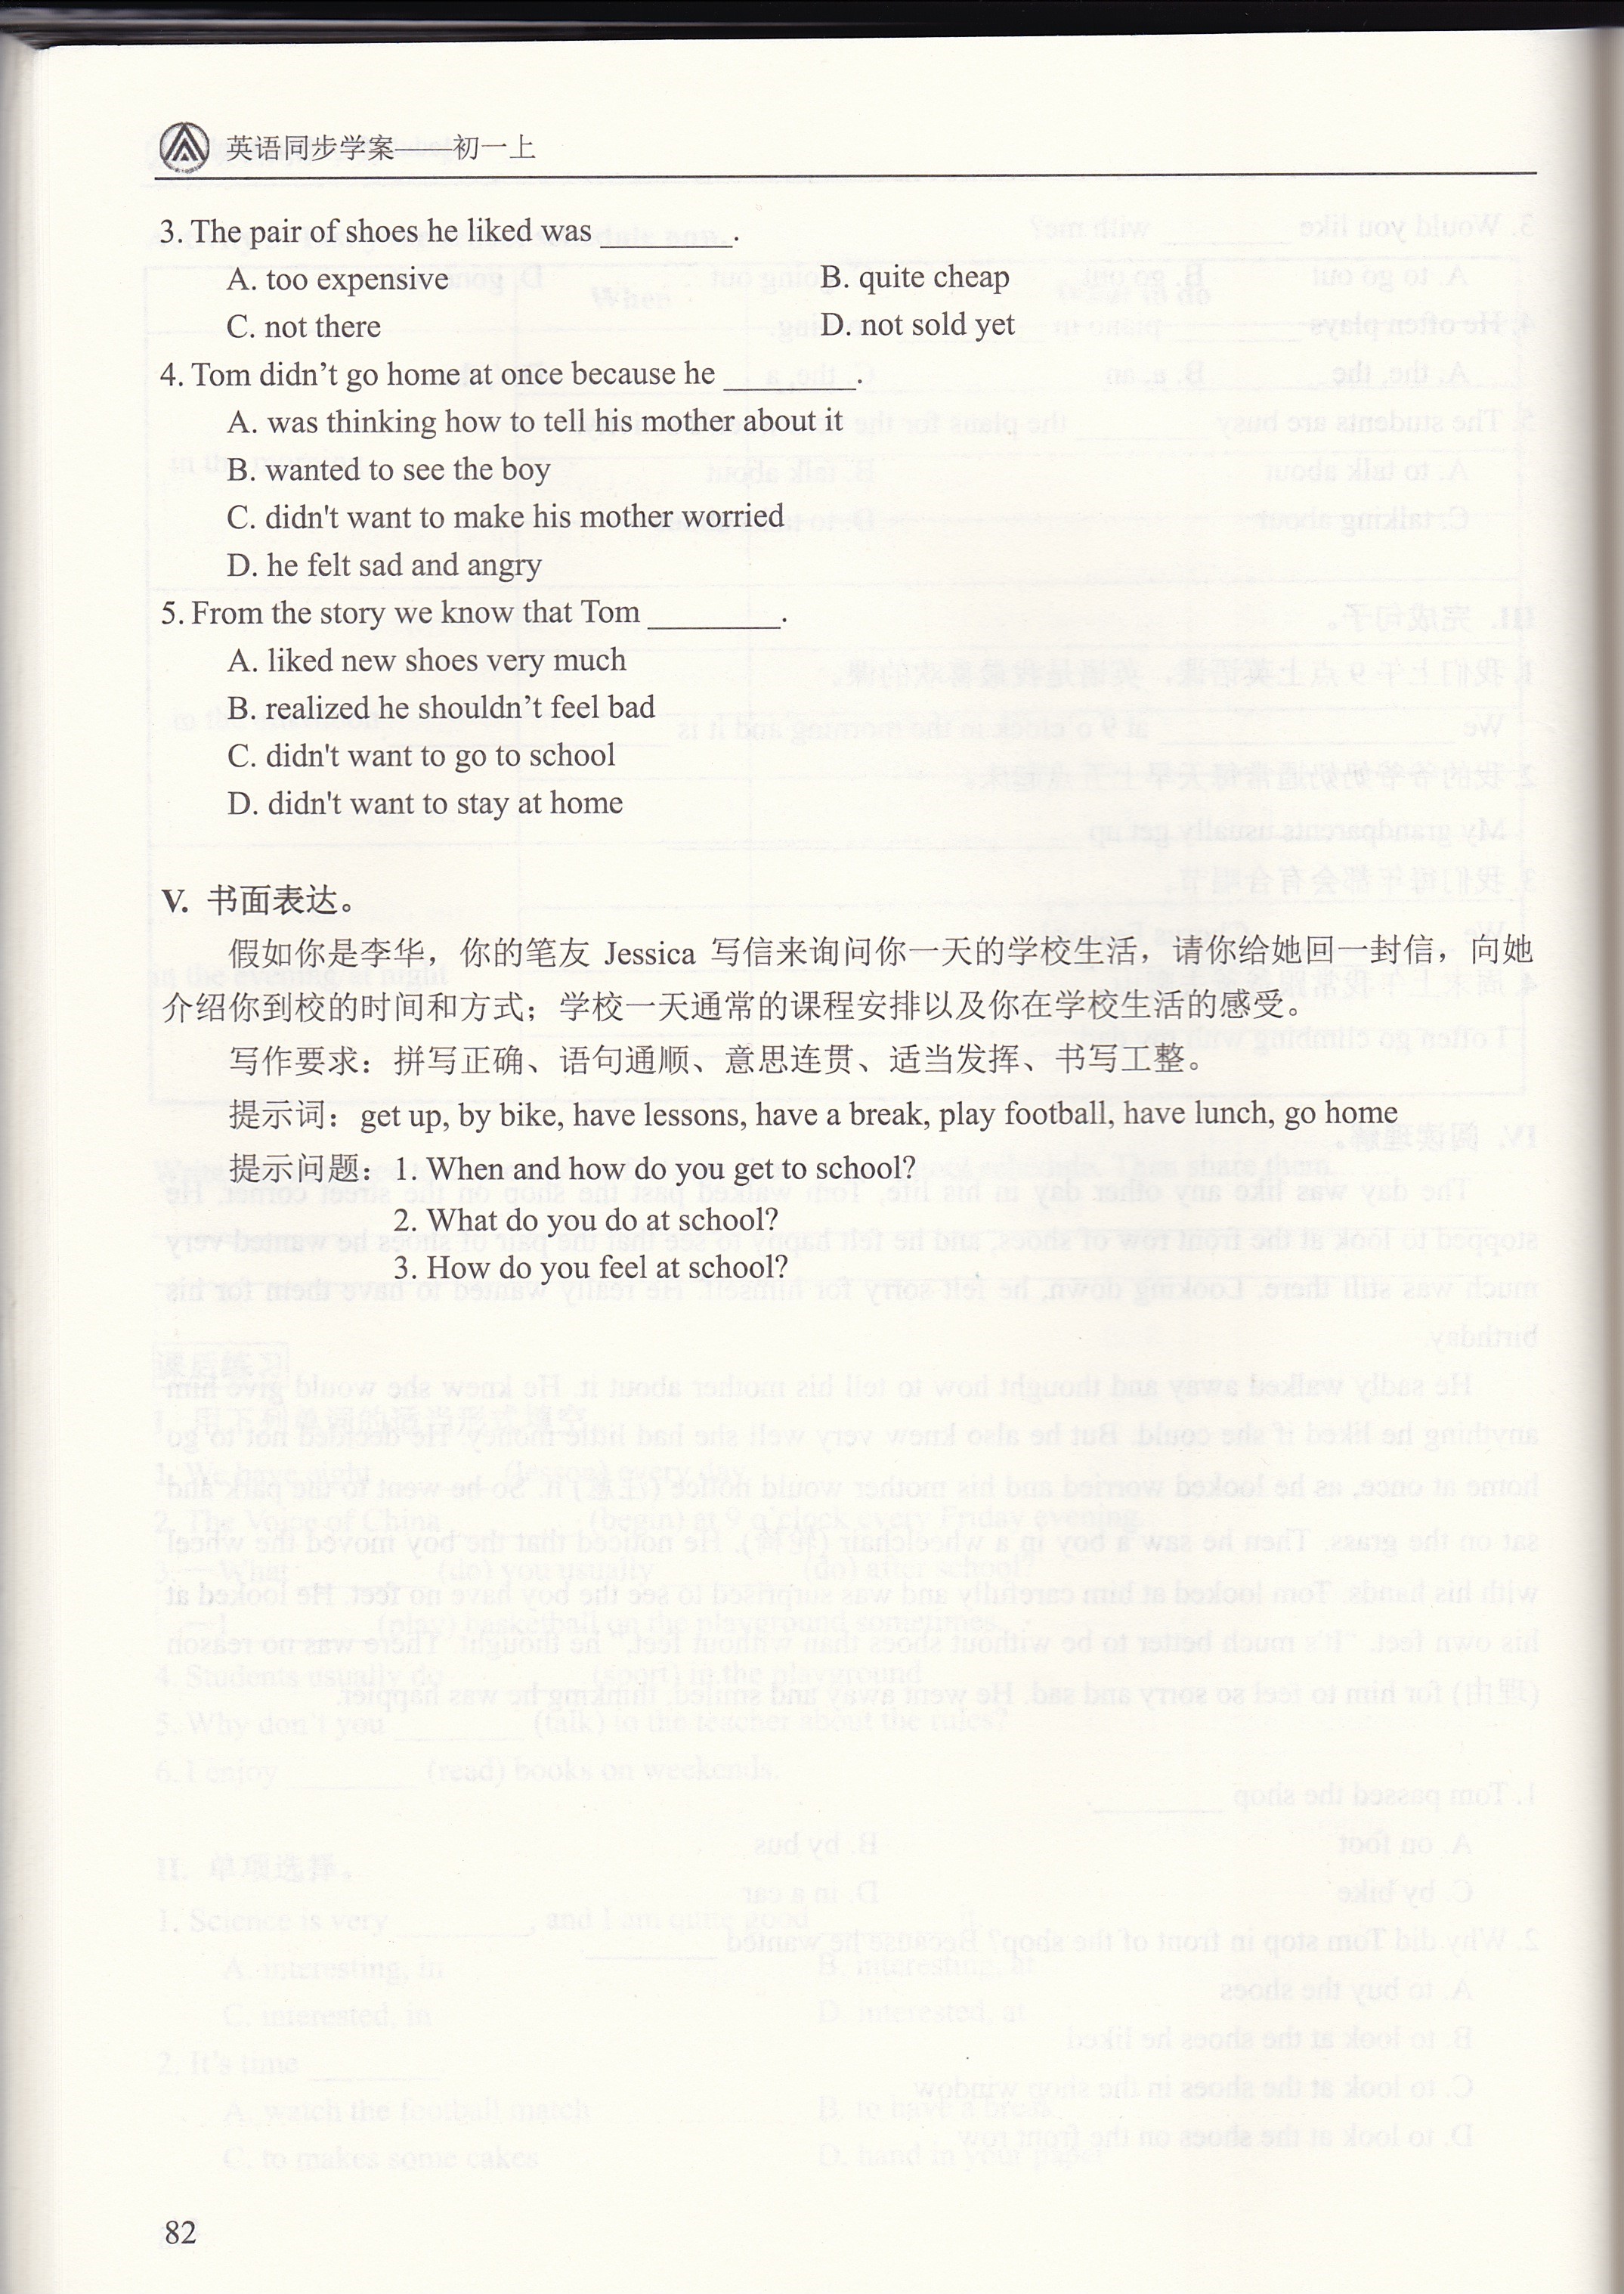 英语同步学案——初一上
3. The pair of shoes he liked was ________.
A. too expensive B. quite cheap
C. not there D. not sold yet
4. Tom didn’t go home at once because he ________.
A. was thinking how to tell his mother about it
B. wanted to see the boy
C. didn't want to make his mother worried
D. he felt sad and angry
5. From the story we know that Tom ________.
A. liked new shoes very much
B. realized he shouldn’t feel bad
C. didn't want to go to school
D. didn't want to stay at home
V. 书面表达。
假如你是李华，你的笔友 Jessica 写信来询问你一天的学校生活，请你给她回一封信，向她
介绍你到校的时间和方式；学校一天通常的课程安排以及你在学校生活的感受。
写作要求：拼写正确、语句通顺、意思连贯、适当发挥、书写工整。
提示词：get up, by bike, have lessons, have a break, play football, have lunch, go home
提示问题：1. When and how do you get to school?
2. What do you do at school?
3. How do you feel at school?
82